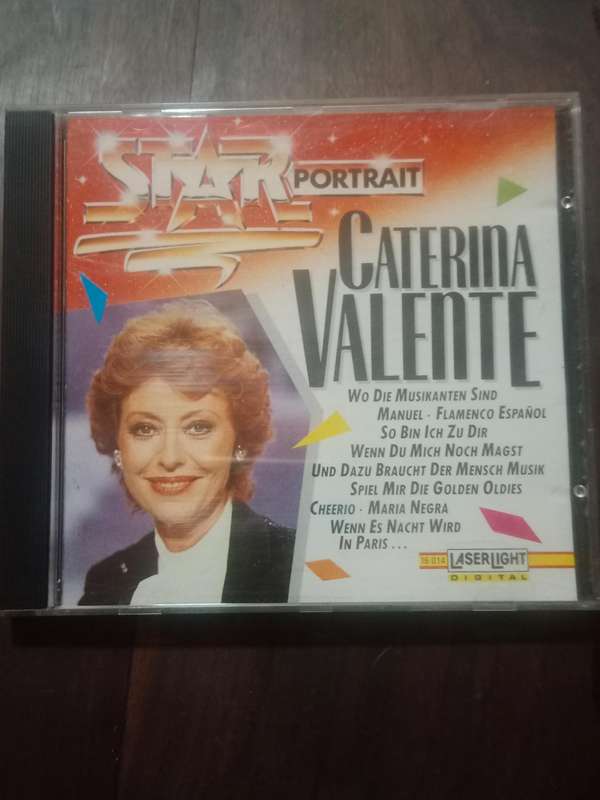 STAR PORTRAIT
CATERINA
VALENTE
WO DIE MUSIKANTEN SIND
MANUEL · FLAMENCO ESPAÑOL
SO BIN ICH ZU DIR
WENN DU MICH NOCH MAGST
UND DAZU BRAUCHT DER MENSCH MUSIK
SPIEL MIR DIE GOLDEN OLDIES
CHEERIO · MARIA NEGRA
WENN ES NACHT WIRD
IN PARIS ...
15 014 LASERLIGHT
DIGITAL